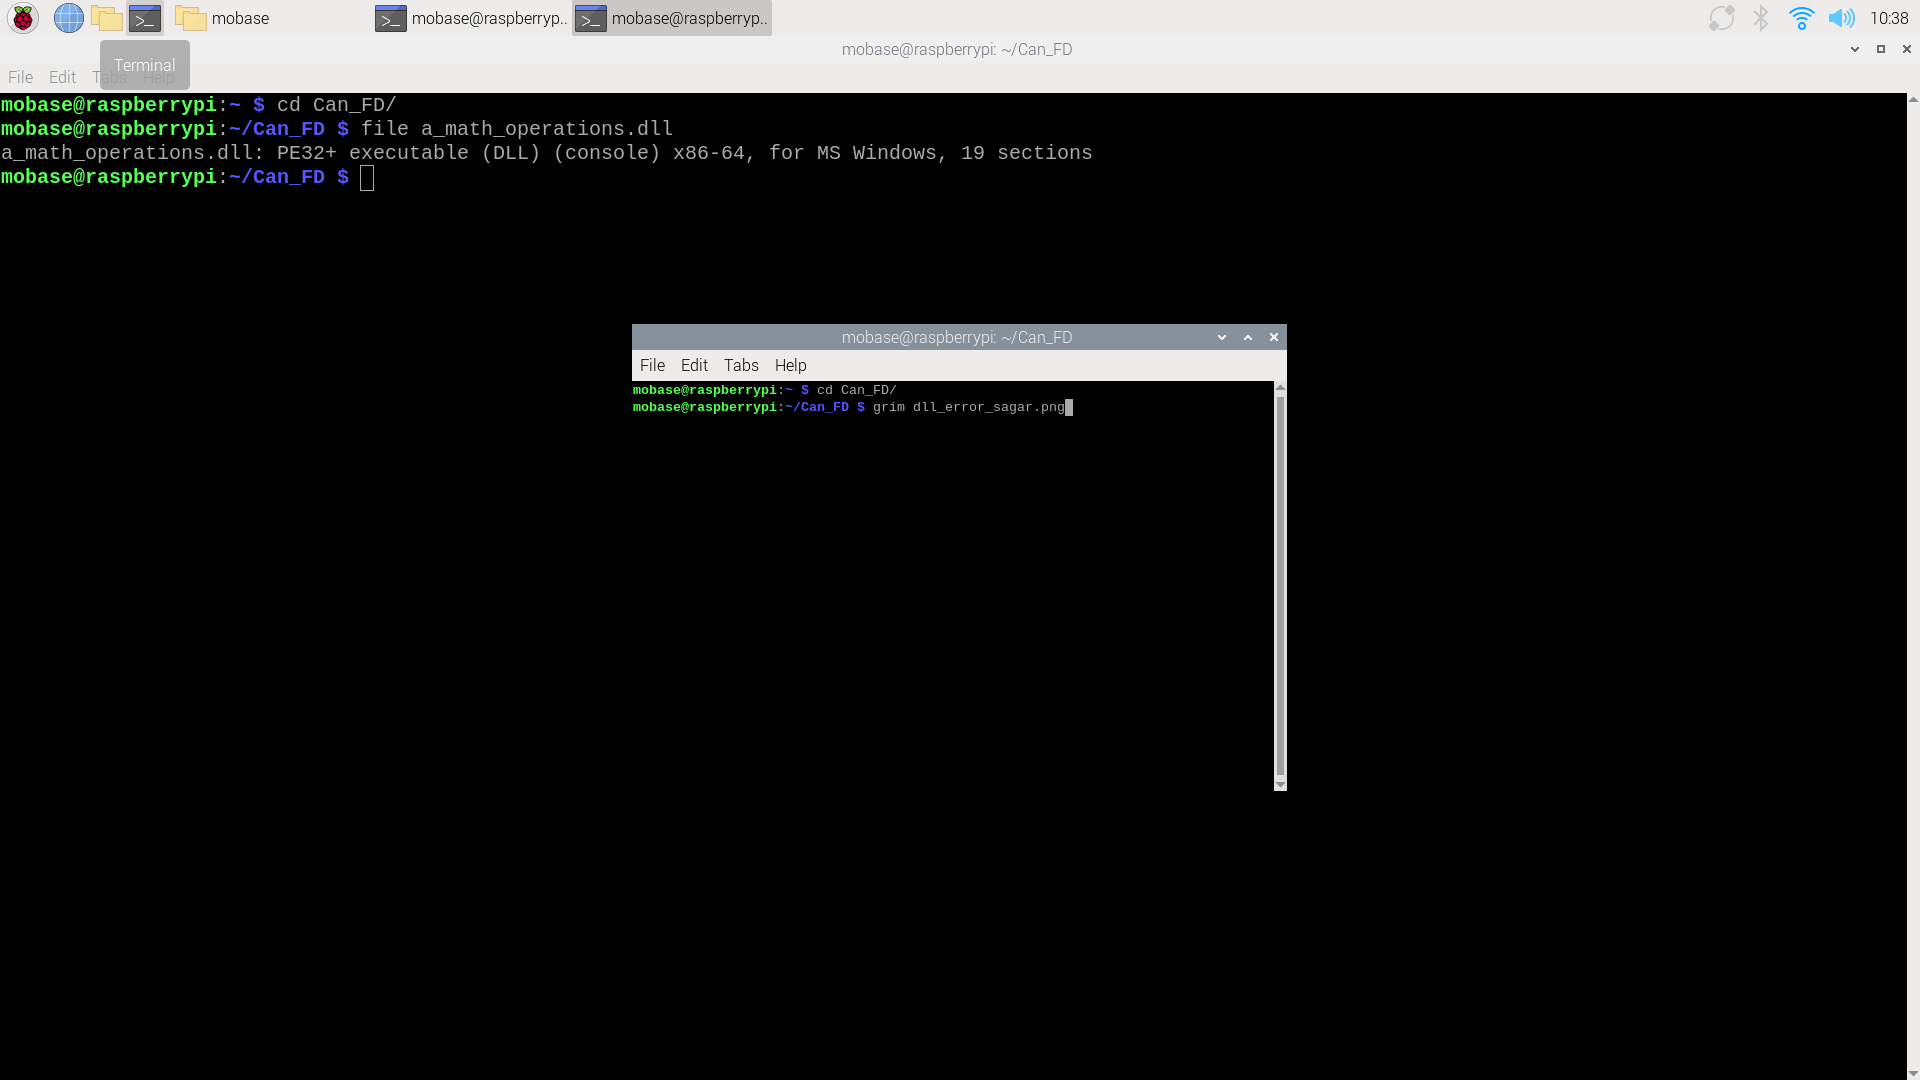 mobase
mobase@raspberryp..
mobase@raspberryp..
10:38
mobase@raspberrypi: ~/Can_FD
Terminal
File Edit Tabs Help
mobase@raspberrypi:~ $ cd Can_FD/
mobase@raspberrypi:~/Can_FD $ file a_math_operations.dll
a_math_operations.dll: PE32+ executable (DLL) (console) x86-64, for MS Windows, 19 sections
mobase@raspberrypi:~/Can_FD $
mobase@raspberrypi: ~/Can_FD
File Edit Tabs Help
mobase@raspberrypi:~ $ cd Can_FD/
mobase@raspberrypi:~/Can_FD $ grim dll_error_sagar.png